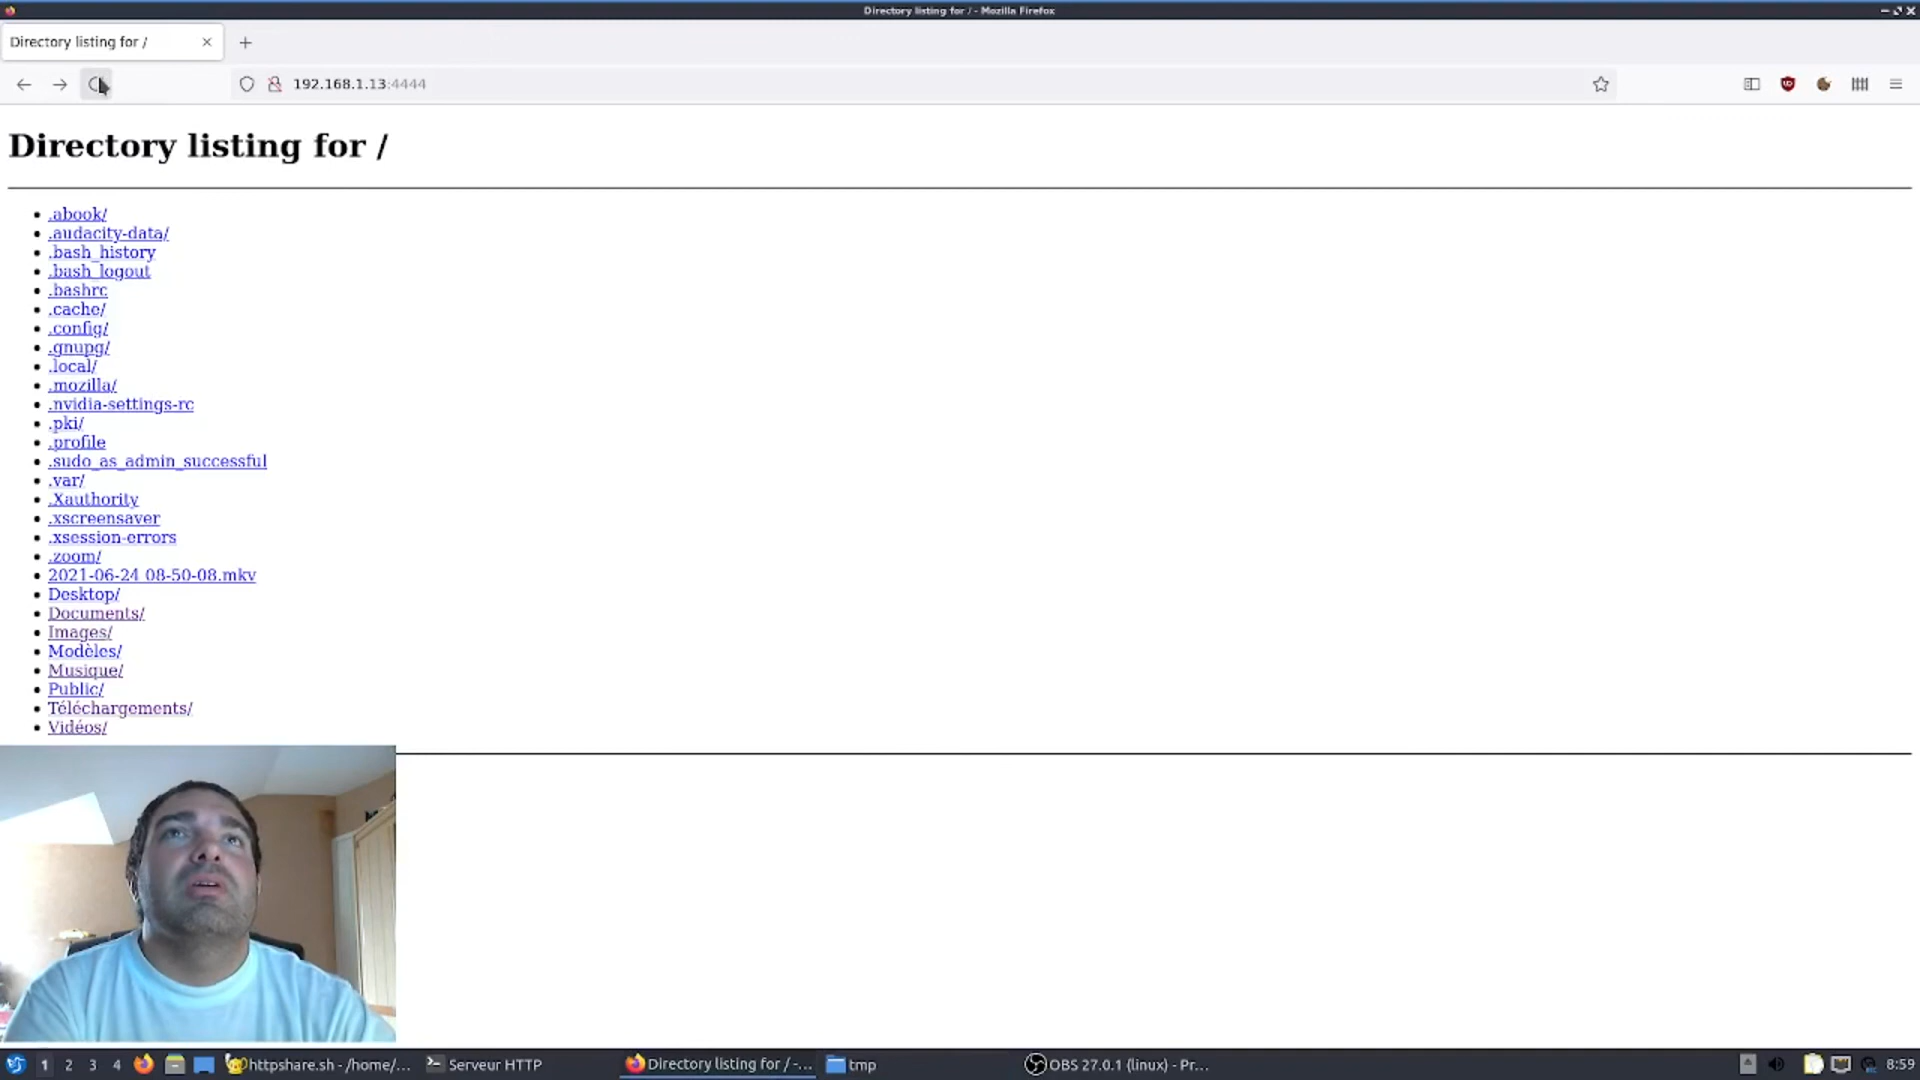 Directory listing for / - Mozilla Firefox
Directory listing for /
192.168.1.13:4444
Directory listing for /
.abook/
.audacity-data/
.bash_history
.bash_logout
.bashrc
.cache/
.config/
.gnupg/
.local/
.mozilla/
.nvidia-settings-rc
.pki/
.profile
.sudo_as_admin_successful
.var/
.Xauthority
.xscreensaver
.xsession-errors
.zoom/
2021-06-24 08-50-08.mkv
Desktop/
Documents/
Images/
Modèles/
Musique/
Public/
Téléchargements/
Vidéos/
1 2 3 4 httpshare.sh - /home/... Serveur HTTP Directory listing for / -... tmp OBS 27.0.1 (linux) - Pr... 8:59